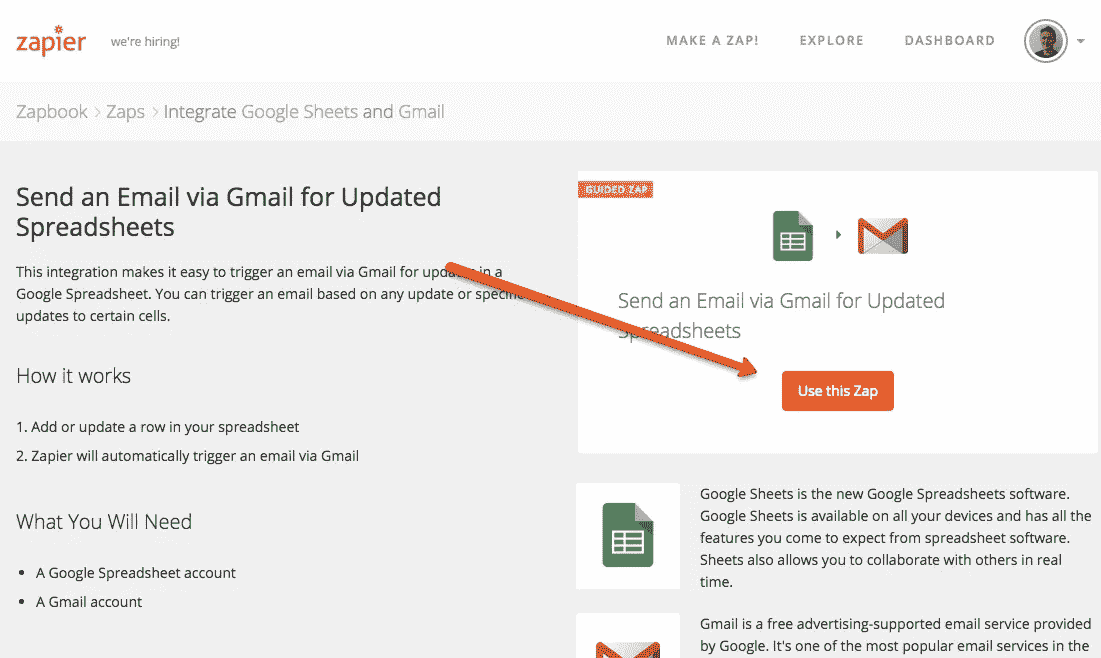 zapier
we're hiring!
MAKE A ZAP!
EXPLORE
DASHBOARD
Zapbook > Zaps > Integrate Google Sheets and Gmail
Send an Email via Gmail for Updated
Spreadsheets
This integration makes it easy to trigger an email via Gmail for updates in a
Google Spreadsheet. You can trigger an email based on any update or specific
updates to certain cells.
How it works
1. Add or update a row in your spreadsheet
2. Zapier will automatically trigger an email via Gmail
What You Will Need
• A Google Spreadsheet account
• A Gmail account
GUIDED ZAP
Send an Email via Gmail for Updated
Spreadsheets
Use this Zap
Google Sheets is the new Google Spreadsheets software.
Google Sheets is available on all your devices and has all the
features you come to expect from spreadsheet software.
Sheets also allows you to collaborate with others in real
time.
Gmail is a free advertising-supported email service provided
by Google. It's one of the most popular email services in the